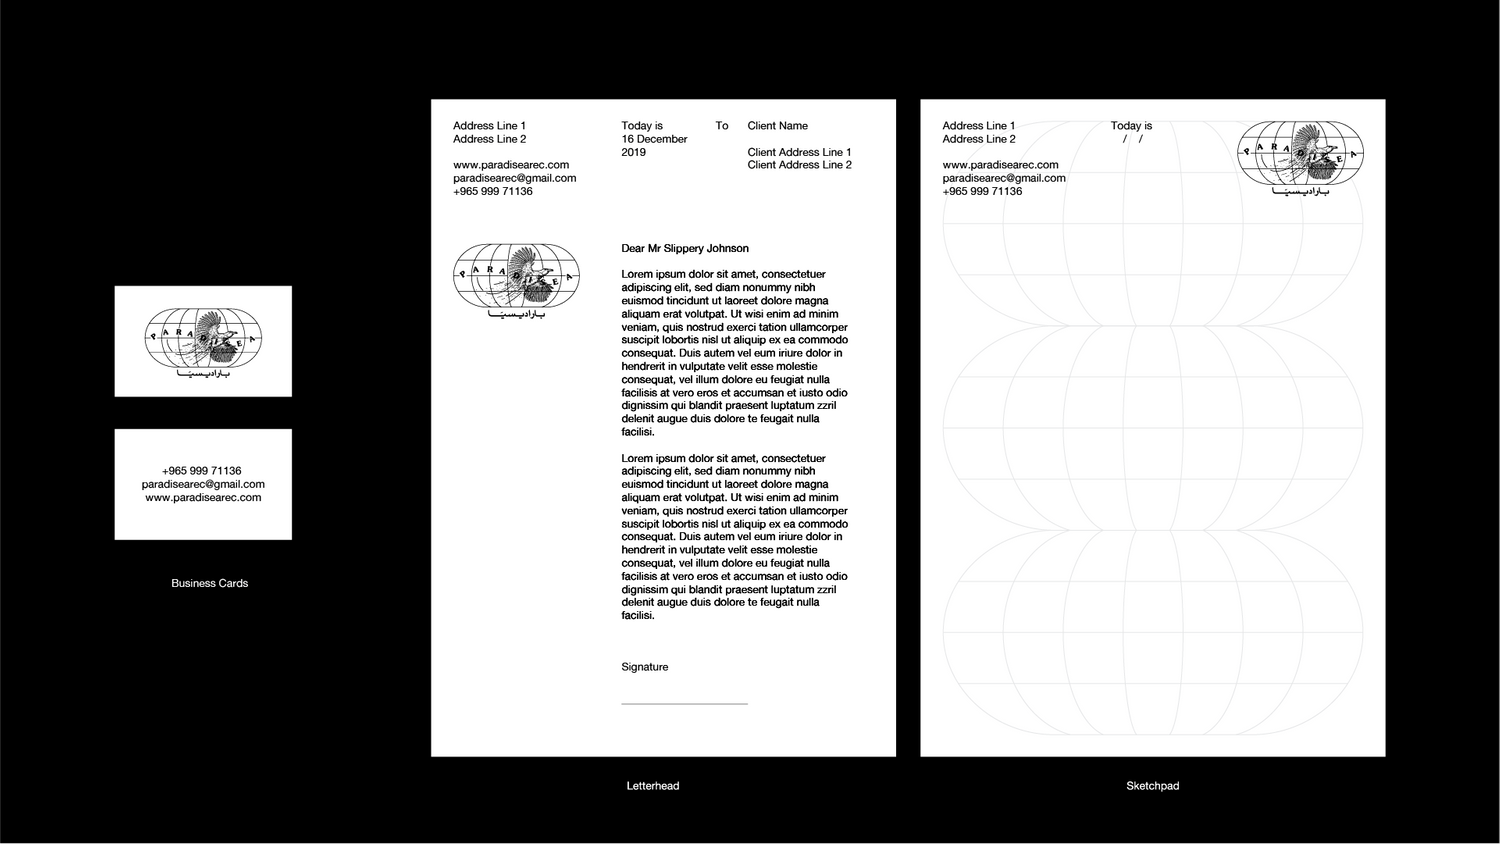 PARADISEA
بارادیسیّا
+965 999 71136
paradisearec@gmail.com
www.paradisearec.com
Business Cards
Address Line 1
Address Line 2
www.paradisearec.com
paradisearec@gmail.com
+965 999 71136
Today is
16 December
2019
To
Client Name
Client Address Line 1
Client Address Line 2
PARADISEA
بارادیسیّا
Dear Mr Slippery Johnson
Lorem ipsum dolor sit amet, consectetuer
adipiscing elit, sed diam nonummy nibh
euismod tincidunt ut laoreet dolore magna
aliquam erat volutpat. Ut wisi enim ad minim
veniam, quis nostrud exerci tation ullamcorper
suscipit lobortis nisl ut aliquip ex ea commodo
consequat. Duis autem vel eum iriure dolor in
hendrerit in vulputate velit esse molestie
consequat, vel illum dolore eu feugiat nulla
facilisis at vero eros et accumsan et iusto odio
dignissim qui blandit praesent luptatum zzril
delenit augue duis dolore te feugait nulla
facilisi.
Lorem ipsum dolor sit amet, consectetuer
adipiscing elit, sed diam nonummy nibh
euismod tincidunt ut laoreet dolore magna
aliquam erat volutpat. Ut wisi enim ad minim
veniam, quis nostrud exerci tation ullamcorper
suscipit lobortis nisl ut aliquip ex ea commodo
consequat. Duis autem vel eum iriure dolor in
hendrerit in vulputate velit esse molestie
consequat, vel illum dolore eu feugiat nulla
facilisis at vero eros et accumsan et iusto odio
dignissim qui blandit praesent luptatum zzril
delenit augue duis dolore te feugait nulla
facilisi.
Signature
Letterhead
Address Line 1
Address Line 2
www.paradisearec.com
paradisearec@gmail.com
+965 999 71136
Today is
/ /
PARADISEA
بارادیسیّا
Sketchpad